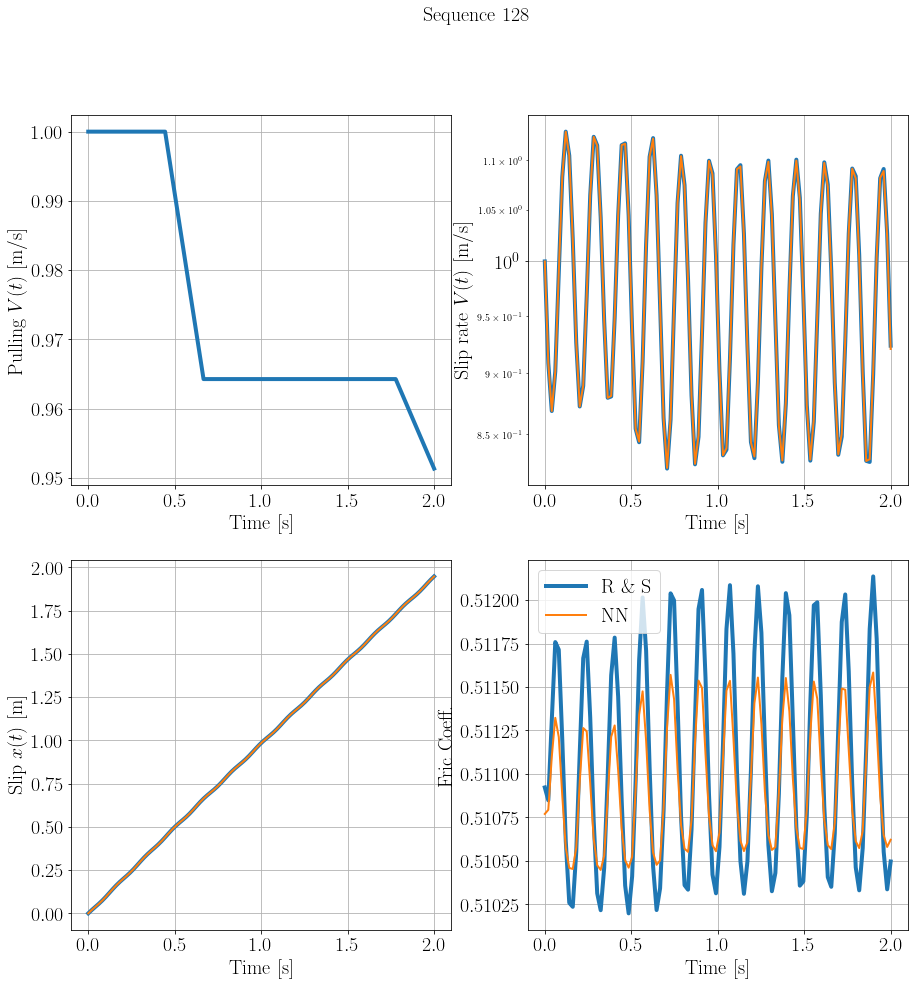 Sequence 128
1.00
0.99
0.98
0.97
0.96
0.95
Pulling V(t) [m/s]
0.0 0.5 1.0 1.5 2.0
Time [s]
1.1 × 10⁰
1.05 × 10⁰
10⁰
9.5 × 10⁻¹
9 × 10⁻¹
8.5 × 10⁻¹
Slip rate V(t) [m/s]
0.0 0.5 1.0 1.5 2.0
Time [s]
2.00
1.75
1.50
1.25
1.00
0.75
0.50
0.25
0.00
Slip x(t) [m]
0.0 0.5 1.0 1.5 2.0
Time [s]
R & S
NN
0.51200
0.51175
0.51150
0.51125
0.51100
0.51075
0.51050
0.51025
Fric Coeff.
0.0 0.5 1.0 1.5 2.0
Time [s]